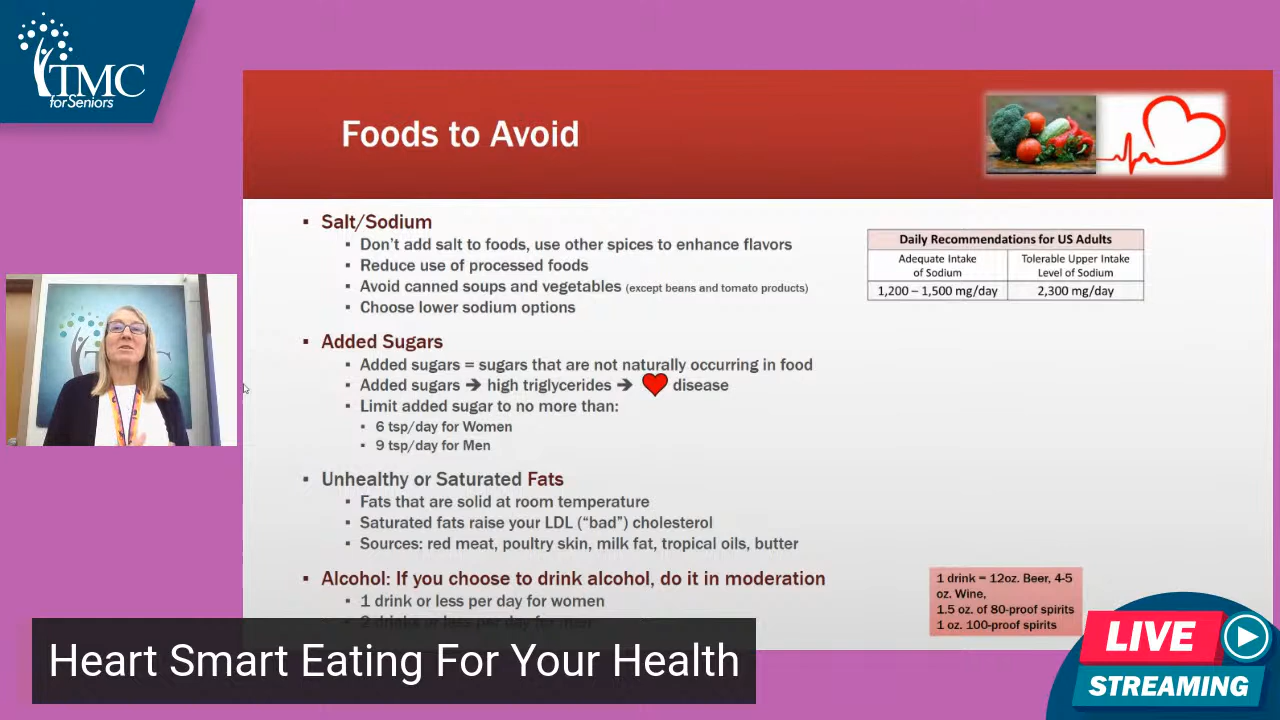 TMC
for Seniors
Foods to Avoid
Salt/Sodium
Don't add salt to foods, use other spices to enhance flavors
Reduce use of processed foods
Avoid canned soups and vegetables (except beans and tomato products)
Choose lower sodium options
Daily Recommendations for US Adults
Adequate Intake of Sodium
Tolerable Upper Intake Level of Sodium
1,200 – 1,500 mg/day
2,300 mg/day
Added Sugars
Added sugars = sugars that are not naturally occurring in food
Added sugars ➔ high triglycerides ➔ ❤ disease
Limit added sugar to no more than:
6 tsp/day for Women
9 tsp/day for Men
Unhealthy or Saturated Fats
Fats that are solid at room temperature
Saturated fats raise your LDL (“bad”) cholesterol
Sources: red meat, poultry skin, milk fat, tropical oils, butter
Alcohol: If you choose to drink alcohol, do it in moderation
1 drink or less per day for women
2 drinks or less per day for men
1 drink = 12oz. Beer, 4-5
oz. Wine,
1.5 oz. of 80-proof spirits
1 oz. 100-proof spirits
Heart Smart Eating For Your Health
LIVE
STREAMING